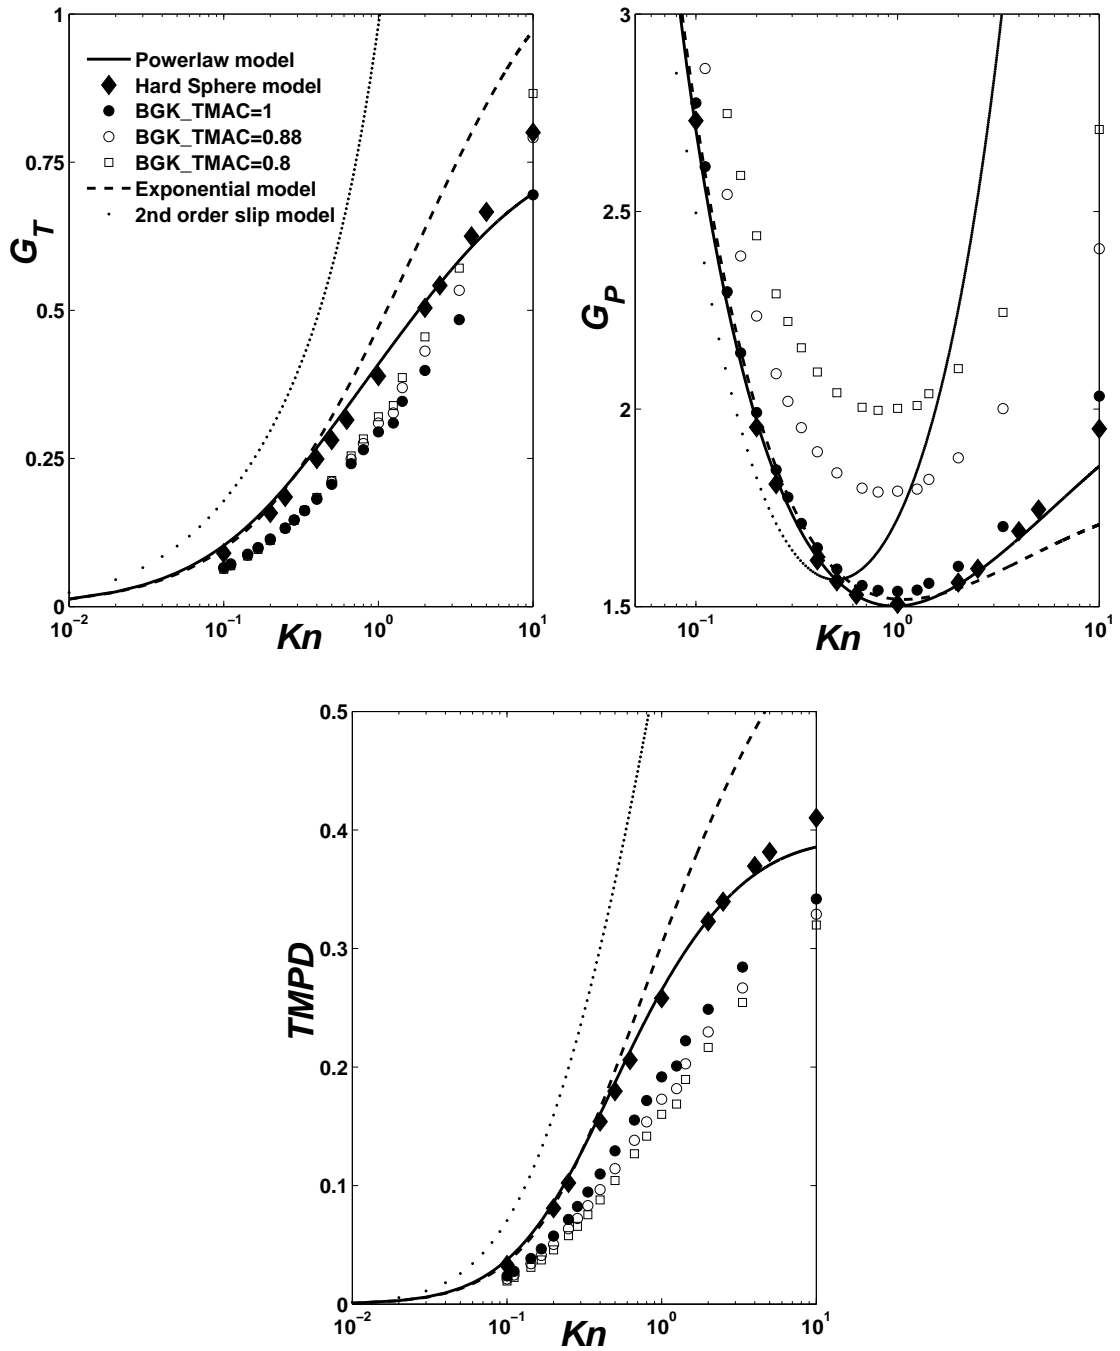 1
0.75
0.5
0.25
0
G_T
Powerlaw model
Hard Sphere model
BGK_TMAC=1
BGK_TMAC=0.88
BGK_TMAC=0.8
Exponential model
2nd order slip model
10^-2
10^-1
10^0
10^1
Kn
3
2.5
2
1.5
G_P
10^-1
10^0
10^1
Kn
0.5
0.4
0.3
0.2
0.1
0
TMPD
10^-2
10^-1
10^0
10^1
Kn